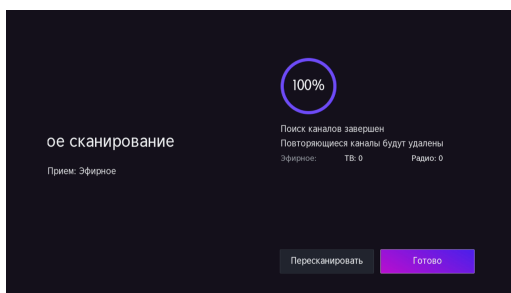 100%
ое сканирование
Прием: Эфирное
Поиск каналов завершен
Повторяющиеся каналы будут удалены
Эфирное: ТВ: 0 Радио: 0
Пересканировать Готово